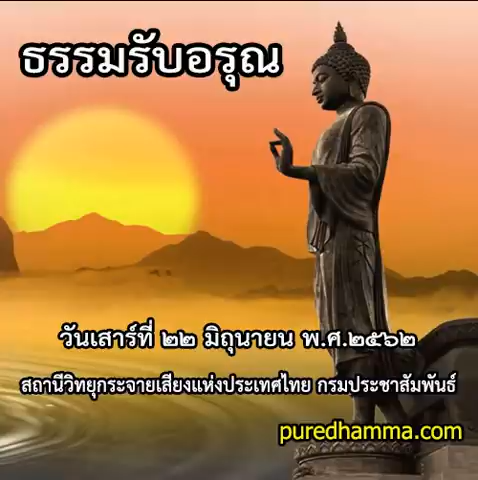 ธรรมรับอรุณ
วันเสาร์ที่ ๒๒ มิถุนายน พ.ศ.๒๕๖๒
สถานีวิทยุกระจายเสียงแห่งประเทศไทย กรมประชาสัมพันธ์
puredhamma.com